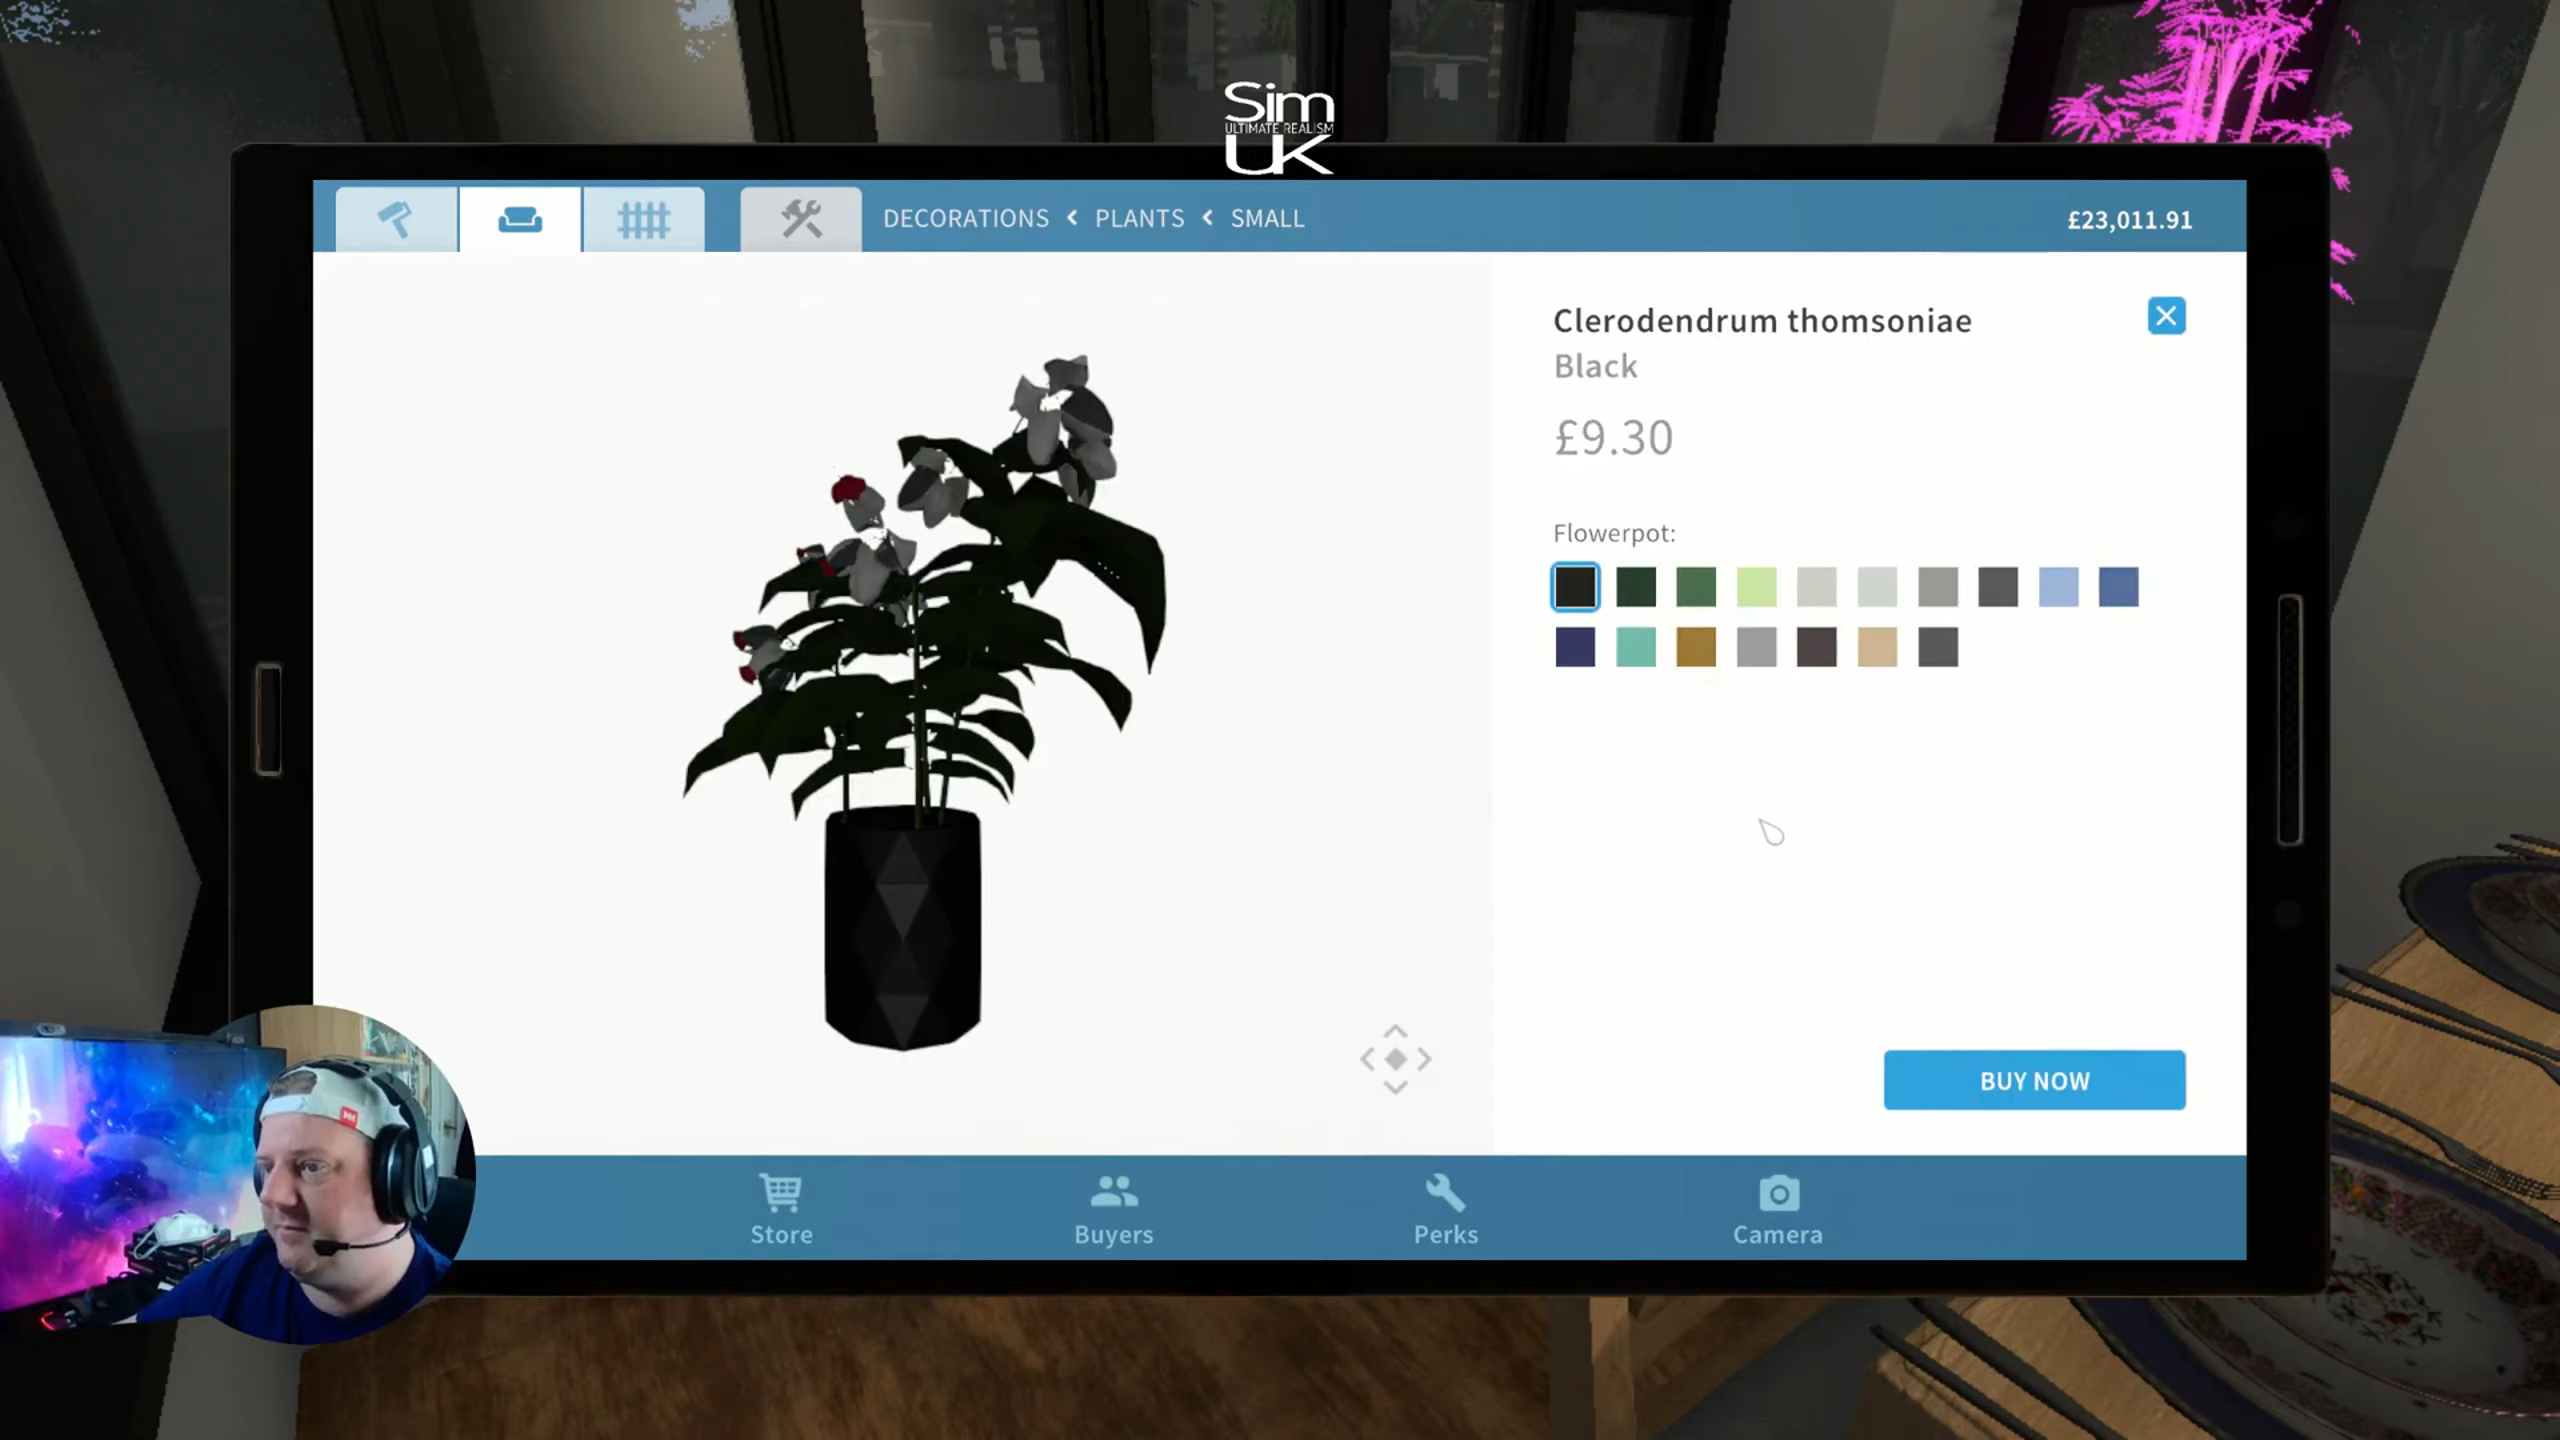 Sim
ULTIMATE REALISM
UK
DECORATIONS < PLANTS < SMALL
£23,011.91
Clerodendrum thomsoniae
Black
£9.30
Flowerpot:
BUY NOW
Store
Buyers
Perks
Camera